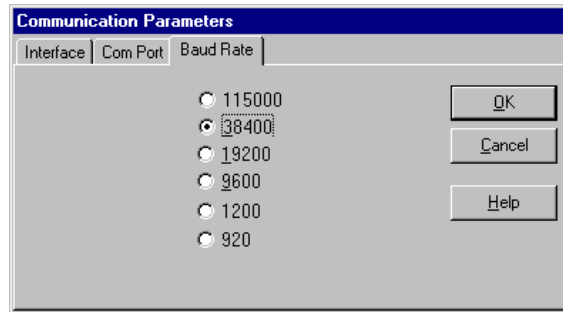 Communication Parameters
Interface Com Port Baud Rate
115000
38400
19200
9600
1200
920
OK
Cancel
Help